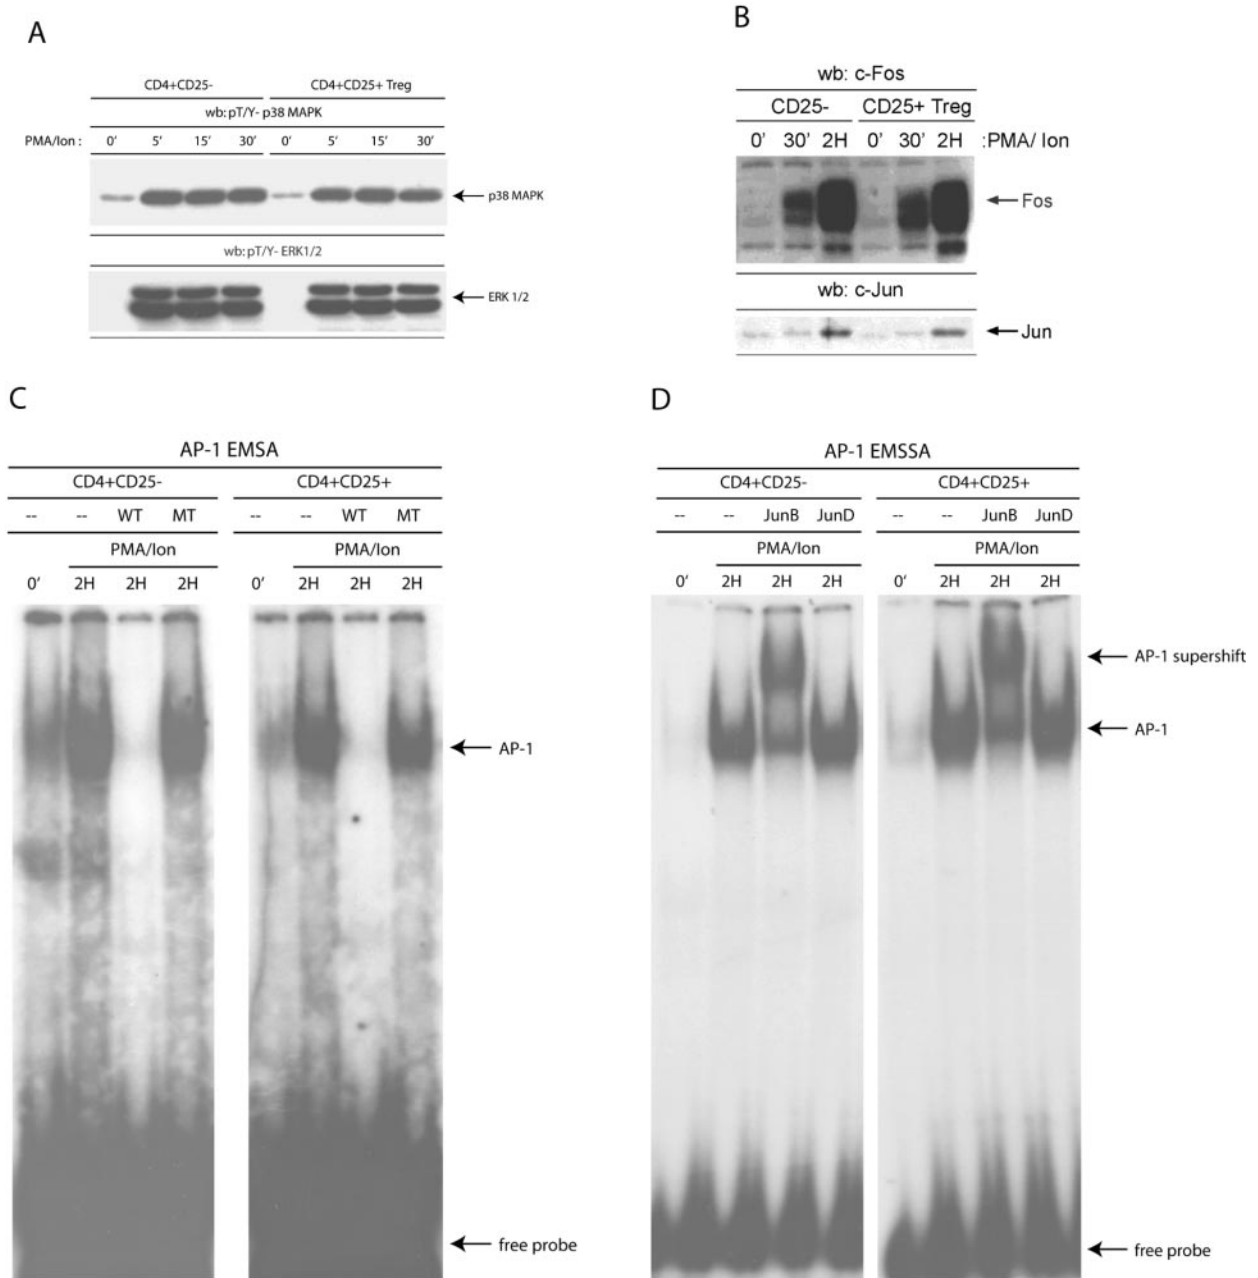 A
CD4+CD25- CD4+CD25+ Treg
wb: pT/Y- p38 MAPK
PMA/Ion : 0' 5' 15' 30' 0' 5' 15' 30'
p38 MAPK
wb: pT/Y- ERK1/2
ERK 1/2
B
wb: c-Fos
CD25- CD25+ Treg
0' 30' 2H 0' 30' 2H :PMA/ Ion
Fos
wb: c-Jun
Jun
C
AP-1 EMSA
CD4+CD25- CD4+CD25+
-- -- WT MT -- -- WT MT
PMA/Ion PMA/Ion
0' 2H 2H 2H 0' 2H 2H 2H
AP-1
free probe
D
AP-1 EMSSA
CD4+CD25- CD4+CD25+
-- -- JunB JunD -- -- JunB JunD
PMA/Ion PMA/Ion
0' 2H 2H 2H 0' 2H 2H 2H
AP-1 supershift
AP-1
free probe